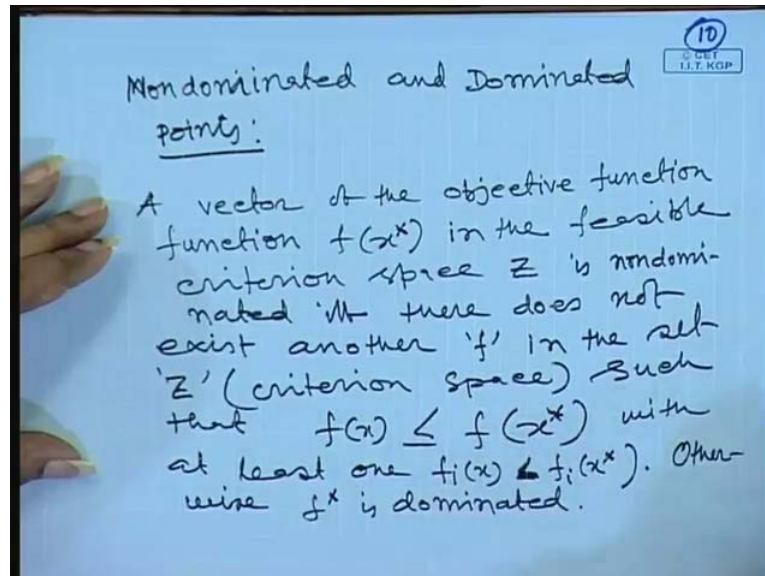 10
© CET
I.I.T. KGP
Nondominated and Dominated
points:
A vector of the objective function
function f(x*) in the feasible
criterion space Z is nondomi-
nated iff there does not
exist another 'f' in the set
'Z' (criterion space) such
that f(x) ≤ f(x*) with
at least one fi(x) < fi(x*). Other-
wise f* is dominated.